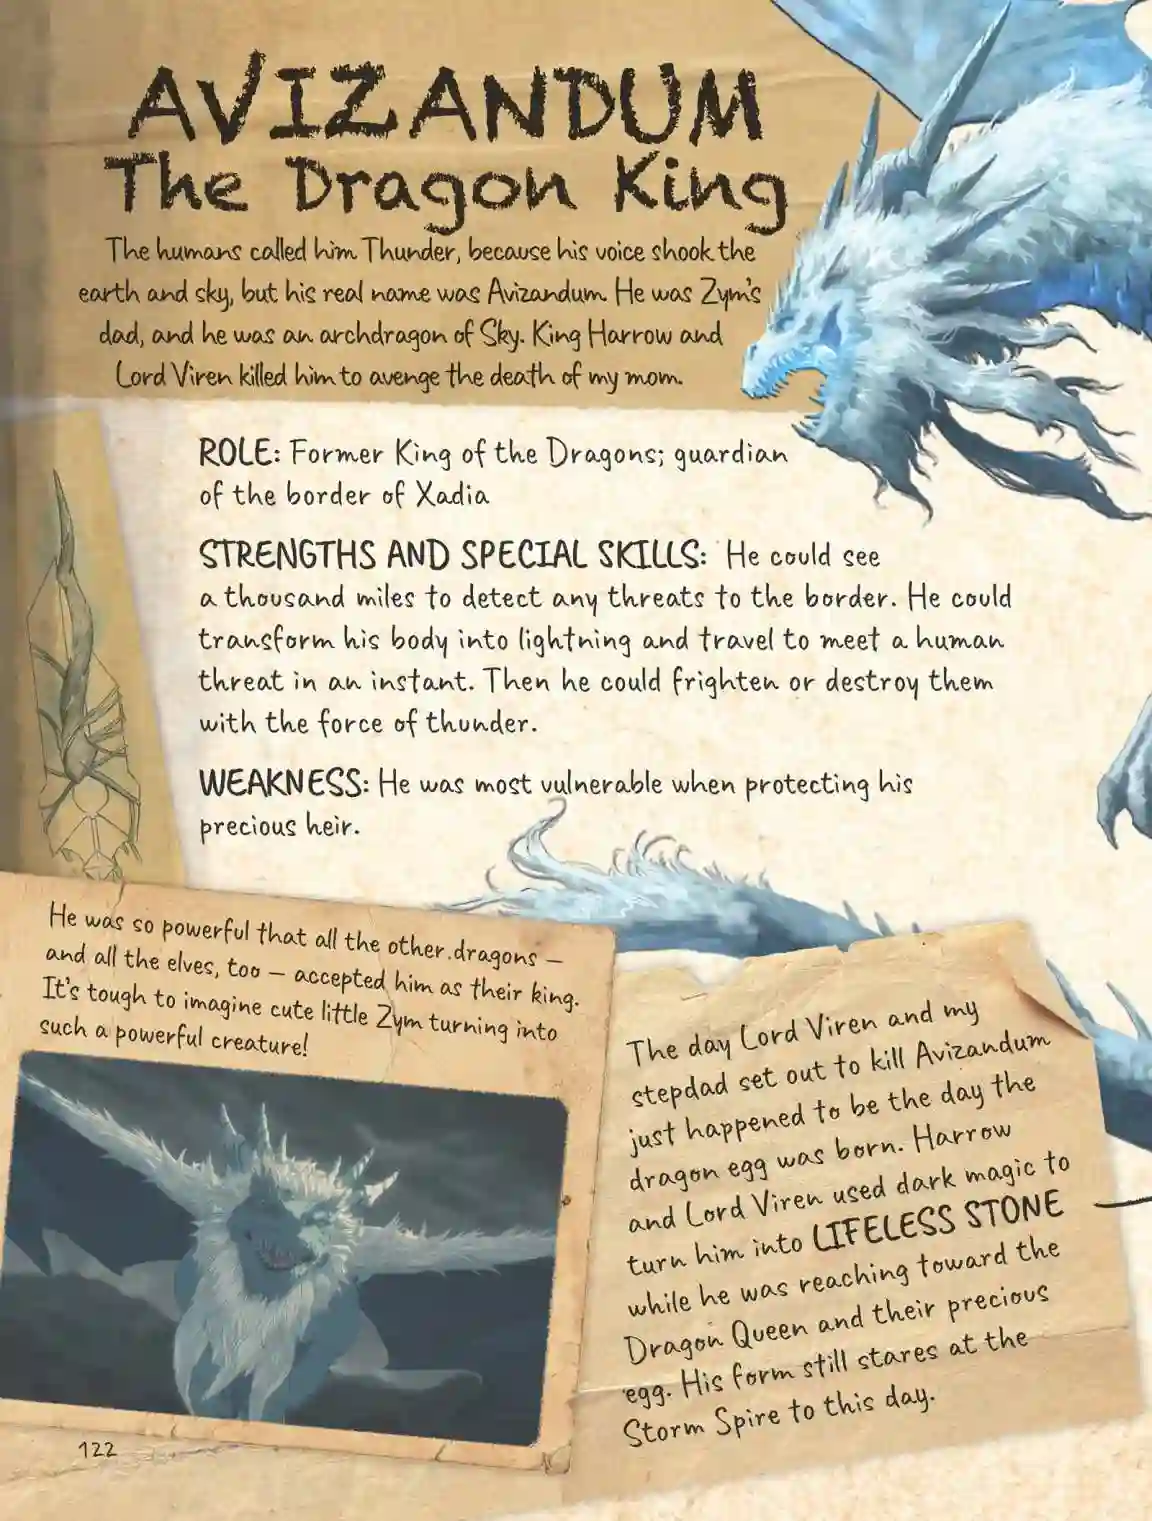 AVIZANDUM
The Dragon King
The humans called him Thunder, because his voice shook the
earth and sky, but his real name was Avizandum. He was Zym's
dad, and he was an archdragon of Sky. King Harrow and
Lord Viren killed him to avenge the death of my mom.
ROLE: Former King of the Dragons; guardian
of the border of Xadia
STRENGTHS AND SPECIAL SKILLS: He could see
a thousand miles to detect any threats to the border. He could
transform his body into lightning and travel to meet a human
threat in an instant. Then he could frighten or destroy them
with the force of thunder.
WEAKNESS: He was most vulnerable when protecting his
precious heir.
He was so powerful that all the other dragons —
and all the elves, too — accepted him as their king.
It's tough to imagine cute little Zym turning into
such a powerful creature!
The day Lord Viren and my
stepdad set out to kill Avizandum
just happened to be the day the
dragon egg was born. Harrow
and Lord Viren used dark magic to
turn him into LIFELESS STONE
while he was reaching toward the
Dragon Queen and their precious
egg. His form still stares at the
Storm Spire to this day.
122